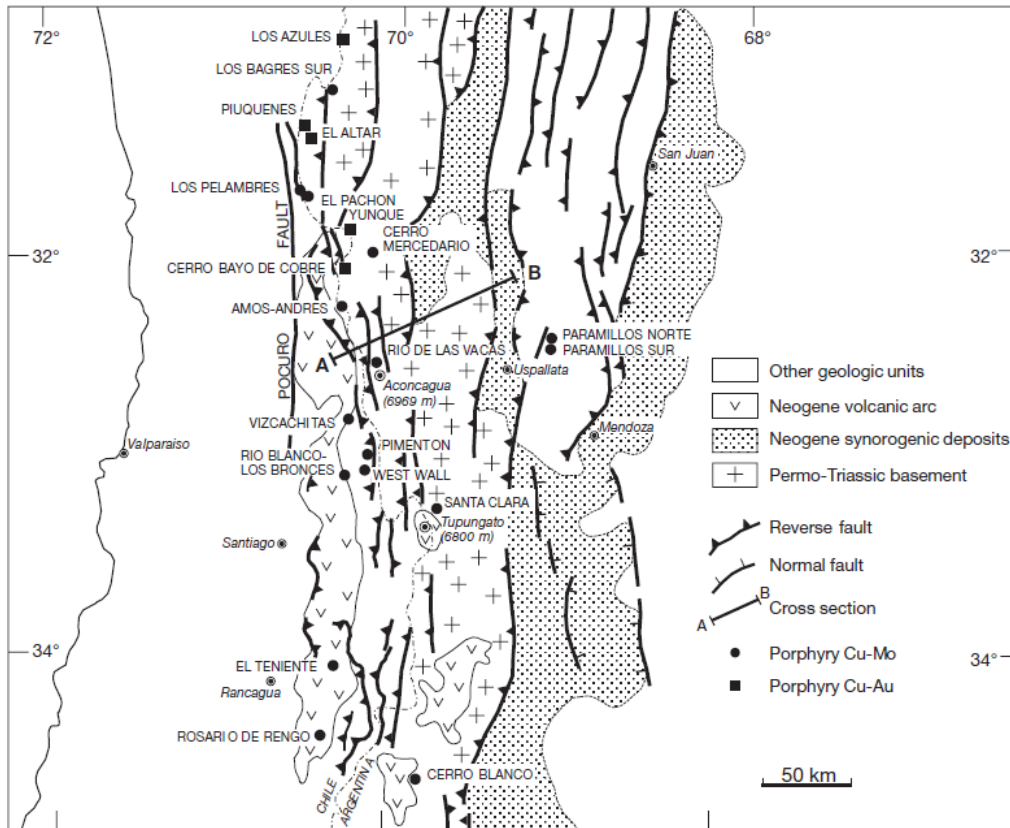 72°
70°
68°
LOS AZULES
LOS BAGRES SUR
PIUQUENES
EL ALTAR
San Juan
LOS PELAMBRES
EL PACHON
YUNQUE
FAULT
CERRO
MERCEDARIO
32°
32°
CERRO BAYO DE COBRE
B
AMOS-ANDRES
PARAMILLOS NORTE
PARAMILLOS SUR
A
RIO DE LAS VACAS
Uspallata
Aconcagua
(6969 m)
POCURO
Other geologic units
Neogene volcanic arc
Neogene synorogenic deposits
Permo-Triassic basement
VIZCACHITAS
Mendoza
Valparaiso
PIMENTON
RIO BLANCO-
LOS BRONCES
WEST WALL
SANTA CLARA
Tupungato
(6800 m)
Santiago
Reverse fault
Normal fault
B
Cross section
A
Porphyry Cu-Mo
Porphyry Cu-Au
34°
34°
EL TENIENTE
Rancagua
ROSARIO DE RENGO
CHILE
ARGENTINA
CERRO BLANCO
50 km